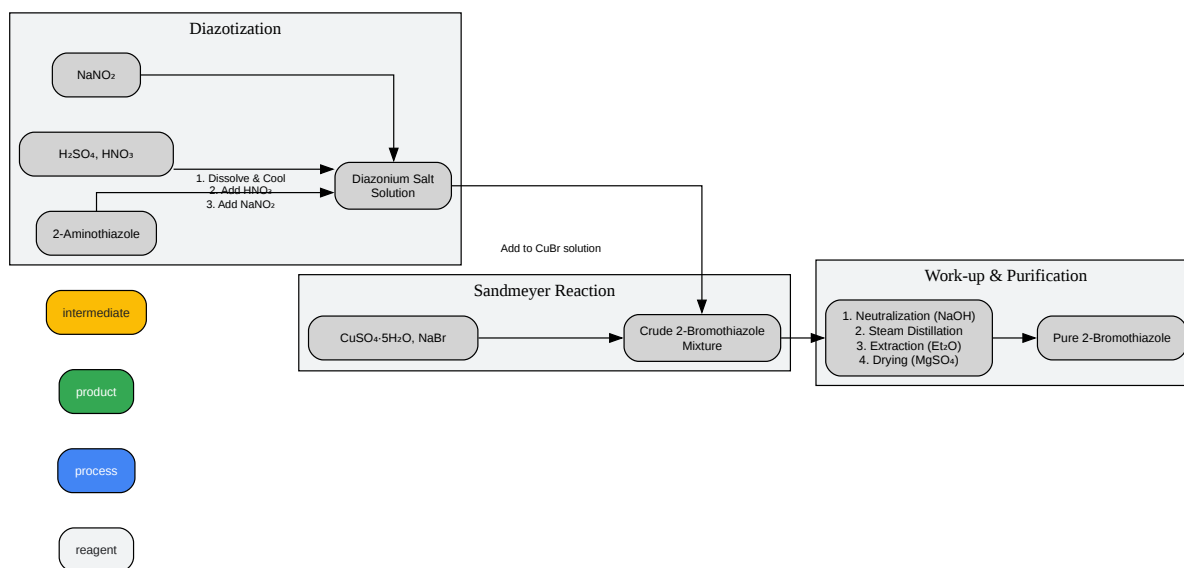 Diazotization
NaNO₂
H₂SO₄, HNO₃
1. Dissolve & Cool
2. Add HNO₃
3. Add NaNO₂
Diazonium Salt
Solution
2-Aminothiazole
Add to CuBr solution
Sandmeyer Reaction
CuSO₄·5H₂O, NaBr
Crude 2-Bromothiazole
Mixture
Work-up & Purification
1. Neutralization (NaOH)
2. Steam Distillation
3. Extraction (Et₂O)
4. Drying (MgSO₄)
Pure 2-Bromothiazole
intermediate
product
process
reagent